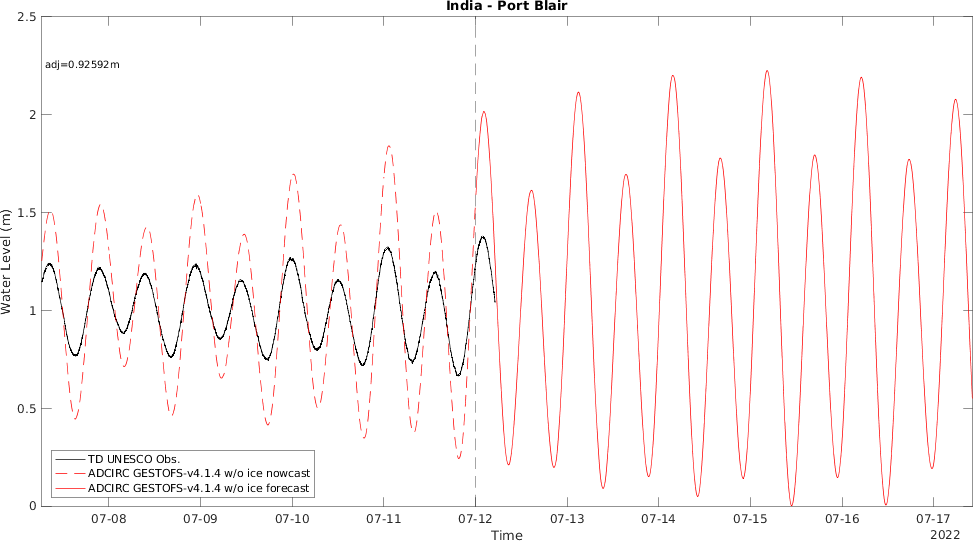 India - Port Blair
2.5
adj=0.92592m
2
1.5
Water Level (m)
1
0.5
0
TD UNESCO Obs.
ADCIRC GESTOFS-v4.1.4 w/o ice nowcast
ADCIRC GESTOFS-v4.1.4 w/o ice forecast
07-08 07-09 07-10 07-11 07-12 07-13 07-14 07-15 07-16 07-17
Time
2022